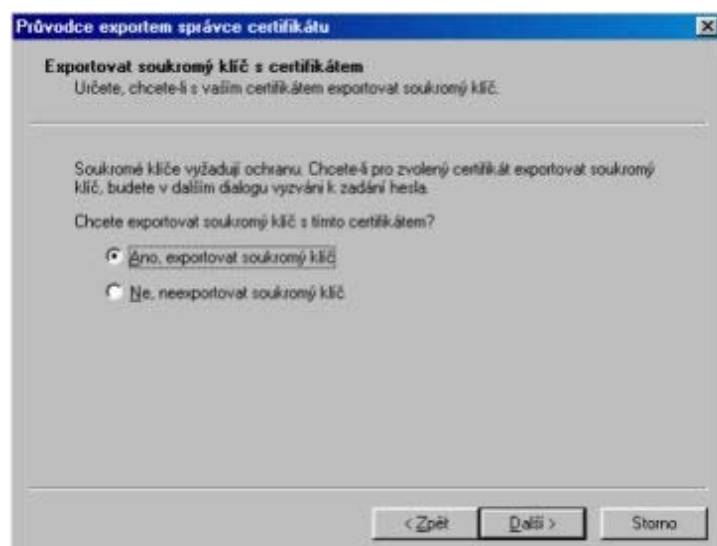 Průvodce exportem správce certifikátu
Exportovat soukromý klíč s certifikátem
Určete, chcete-li s vaším certifikátem exportovat soukromý klíč.
Soukromé klíče vyžadují ochranu. Chcete-li pro zvolený certifikát exportovat soukromý
klíč, budete v dalším dialogu vyzváni k zadání hesla.
Chcete exportovat soukromý klíč s tímto certifikátem?
Ano, exportovat soukromý klíč
Ne, neexportovat soukromý klíč
< Zpět
Další >
Storno